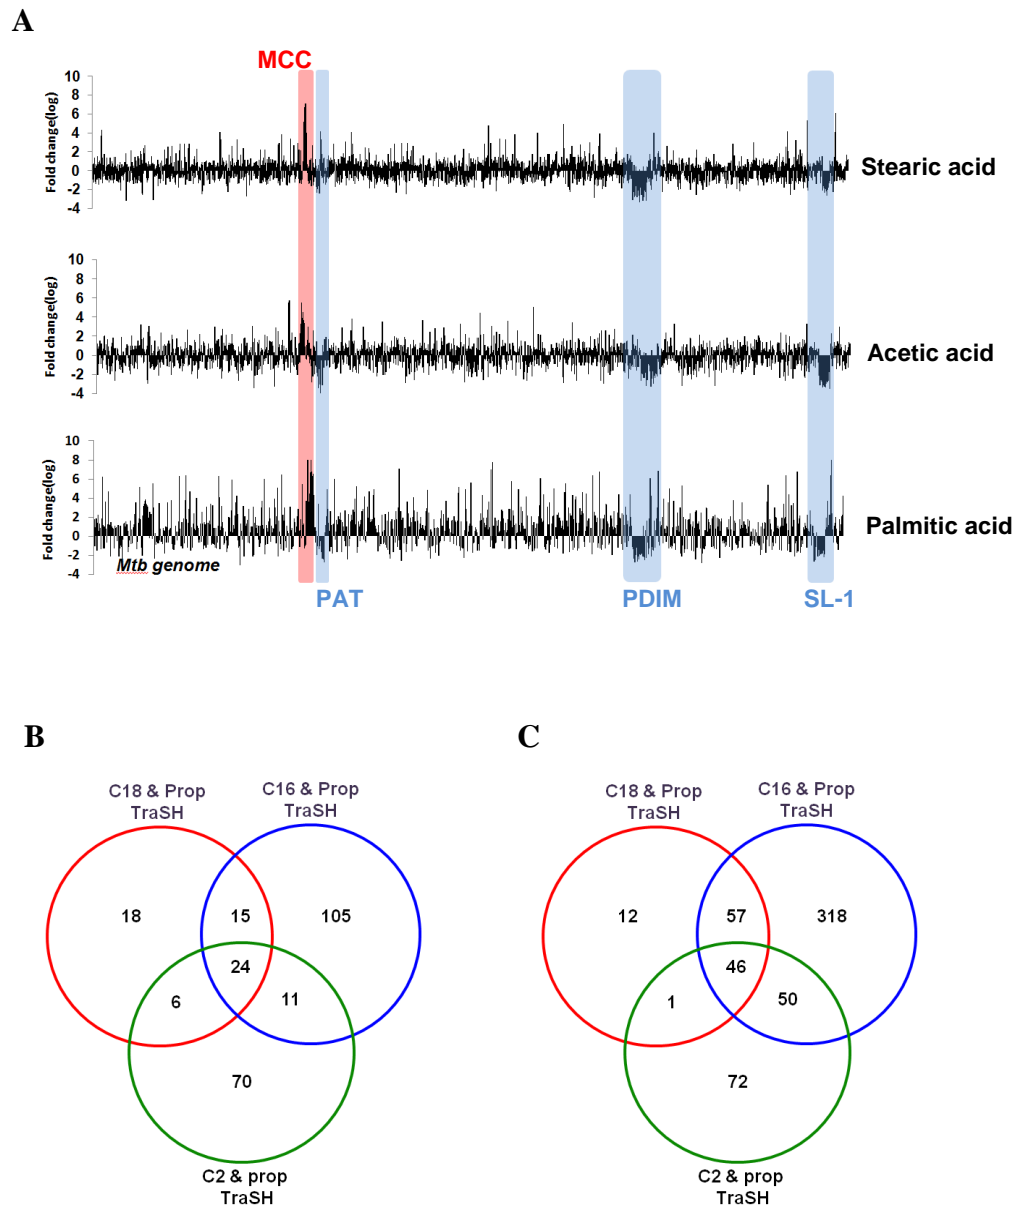 A
MCC
10
8
6
4
2
0
-2
-4
Fold change(log)
Stearic acid
10
8
6
4
2
0
-2
-4
Fold change(log)
Acetic acid
10
8
6
4
2
0
-2
-4
Fold change(log)
Palmitic acid
Mtb genome
PAT
PDIM
SL-1
B
C18 & Prop
TraSH
C16 & Prop
TraSH
18
15
105
24
6
11
70
C2 & prop
TraSH
C
C18 & Prop
TraSH
C16 & Prop
TraSH
12
57
318
46
1
50
72
C2 & prop
TraSH